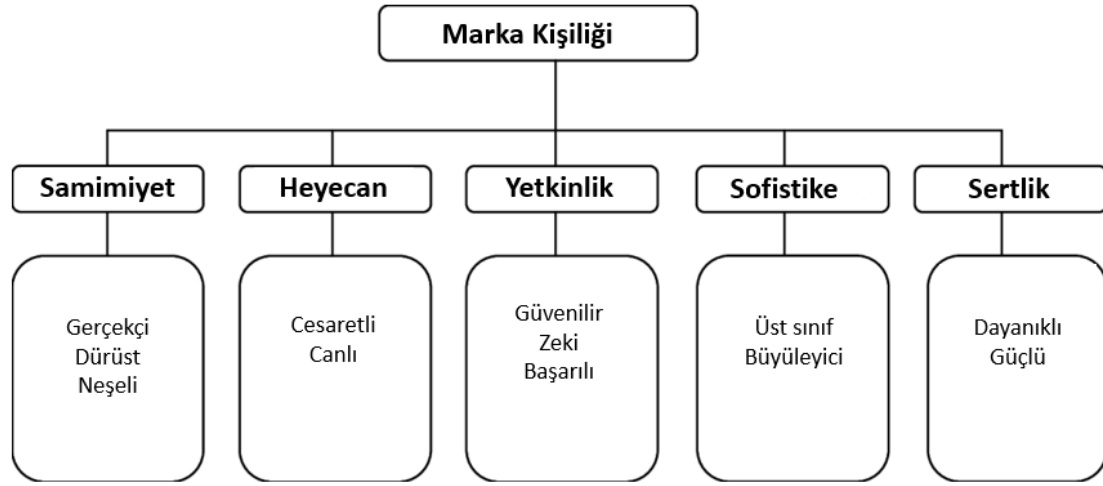 Marka Kişiliği
Samimiyet
Heyecan
Yetkinlik
Sofistike
Sertlik
Gerçekçi
Dürüst
Neşeli
Cesaretli
Canlı
Güvenilir
Zeki
Başarılı
Üst sınıf
Büyüleyici
Dayanıklı
Güçlü